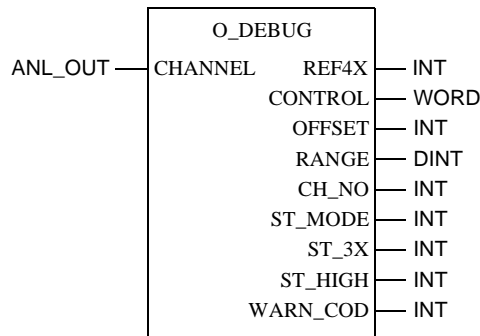 O_DEBUG
ANL_OUT CHANNEL REF4X INT
CONTROL WORD
OFFSET INT
RANGE DINT
CH_NO INT
ST_MODE INT
ST_3X INT
ST_HIGH INT
WARN_COD INT